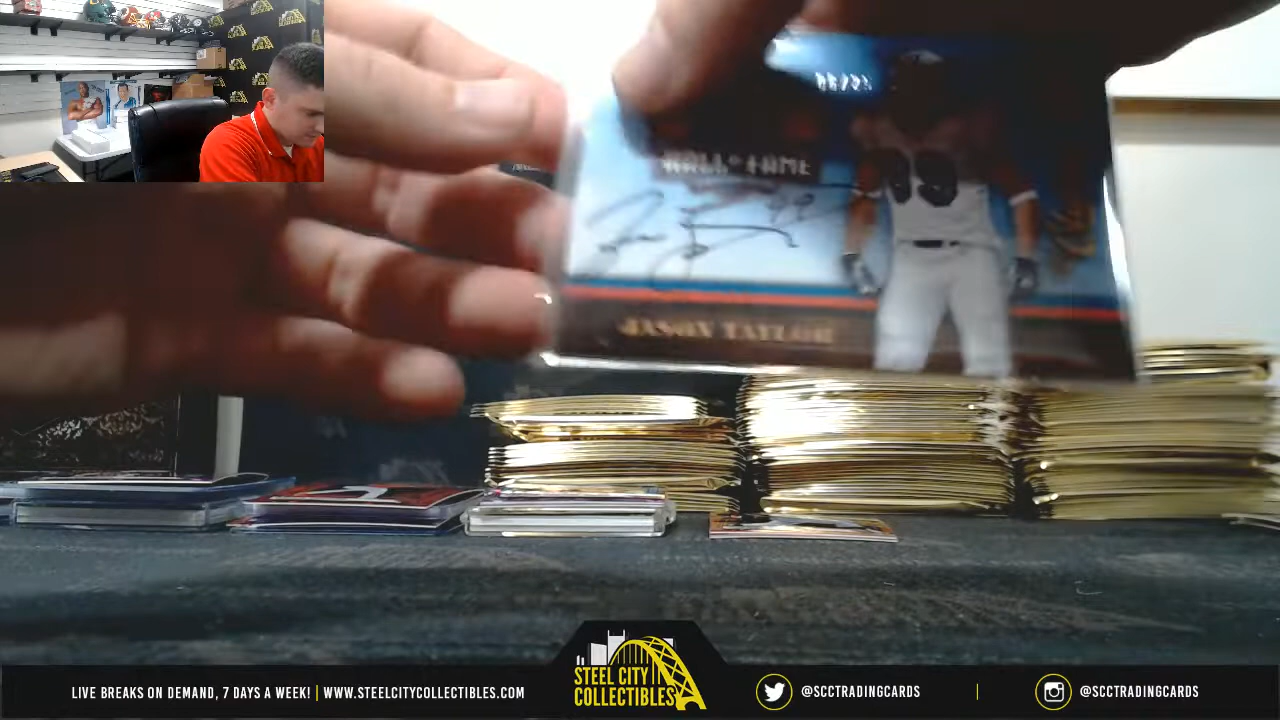 HALL OF FAME
99
JASON TAYLOR
STEEL CITY
COLLECTIBLES
LIVE BREAKS ON DEMAND, 7 DAYS A WEEK! | WWW.STEELCITYCOLLECTIBLES.COM
@SCCTRADINGCARDS | @SCCTRADINGCARDS